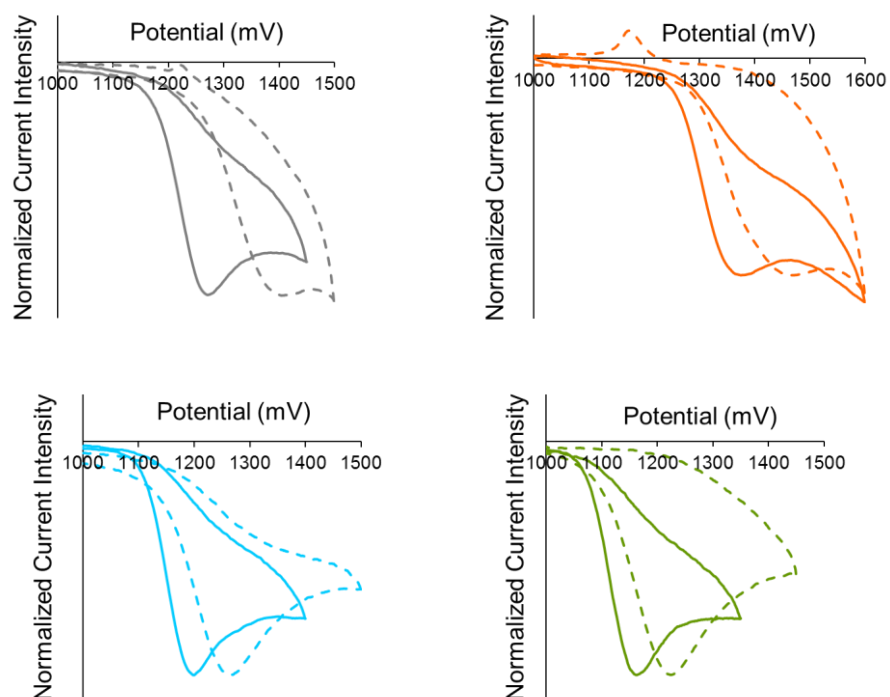 Potential (mV)
1000 1100 1200 1300 1400 1500
Normalized Current Intensity
Potential (mV)
1000 1100 1200 1300 1400 1500 1600
Normalized Current Intensity
Potential (mV)
1000 1100 1200 1300 1400 1500
Normalized Current Intensity
Potential (mV)
1000 1100 1200 1300 1400 1500
Normalized Current Intensity